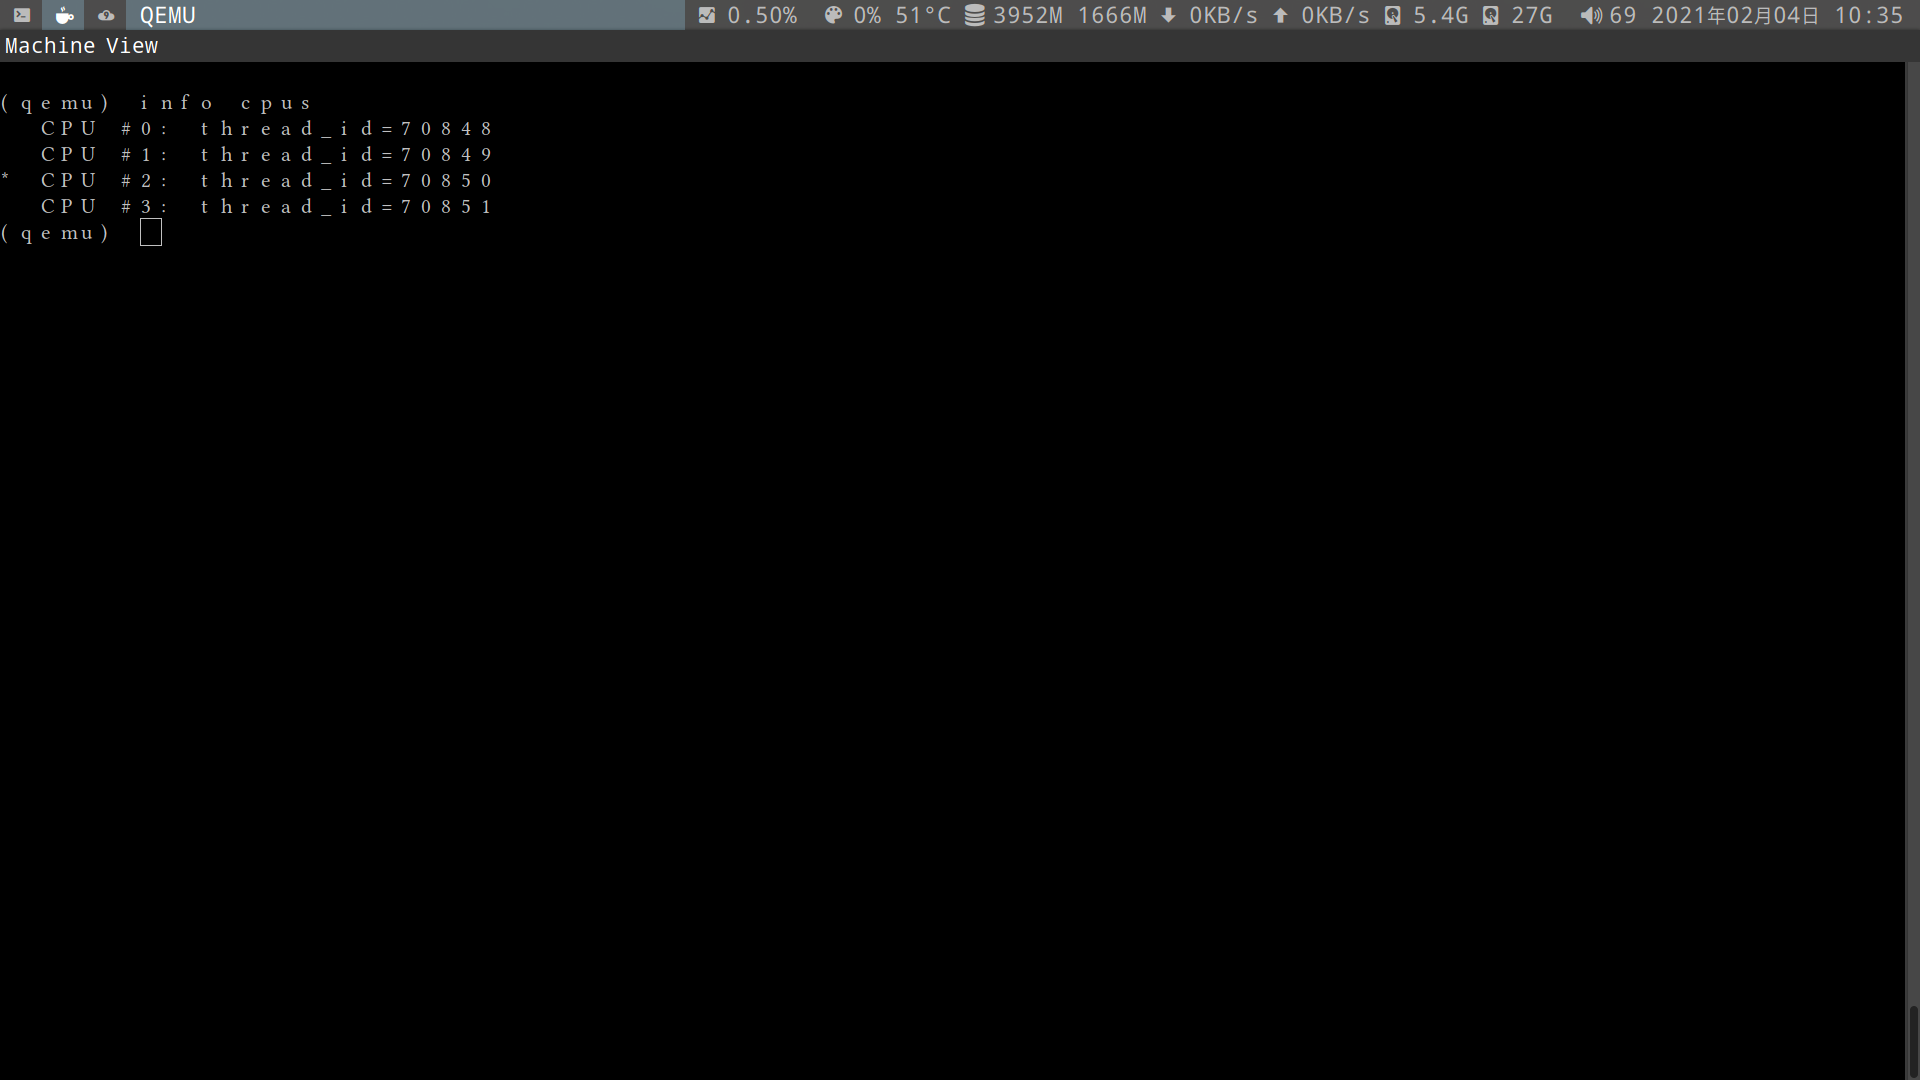 QEMU 0.50% 0% 51°C 3952M 1666M 0KB/s 0KB/s 5.4G 27G 69 2021年02月04日 10:35
Machine View
(qemu) info cpus
  CPU #0: thread_id=70848
  CPU #1: thread_id=70849
* CPU #2: thread_id=70850
  CPU #3: thread_id=70851
(qemu)